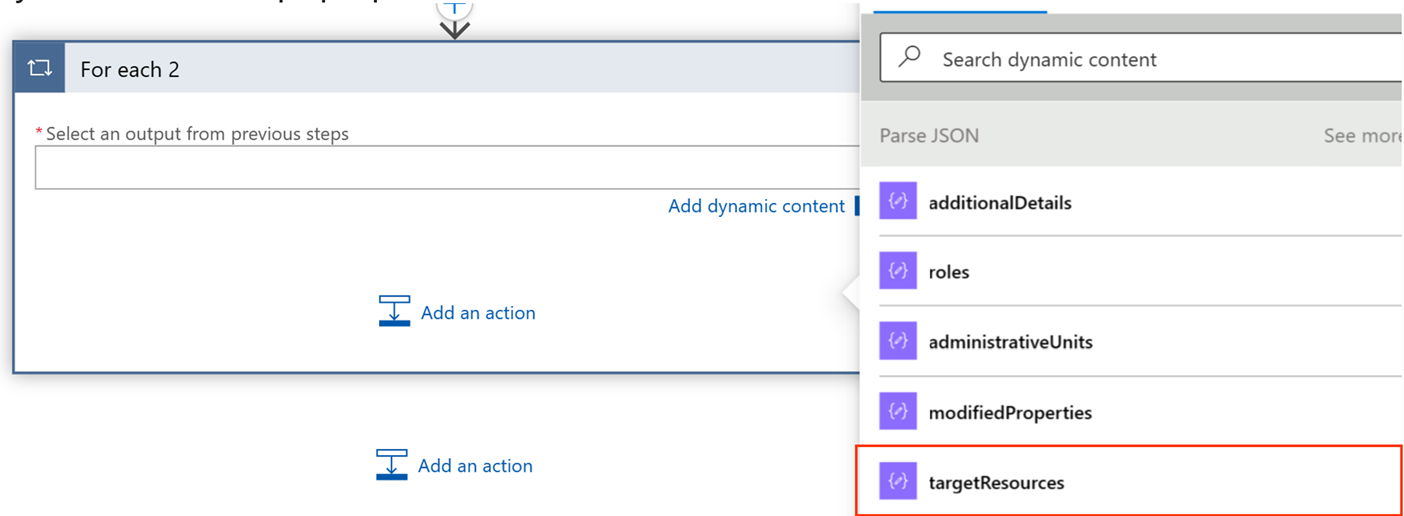 For each 2
* Select an output from previous steps
Add dynamic content
Add an action
Add an action
Search dynamic content
Parse JSON
See more
additionalDetails
roles
administrativeUnits
modifiedProperties
targetResources